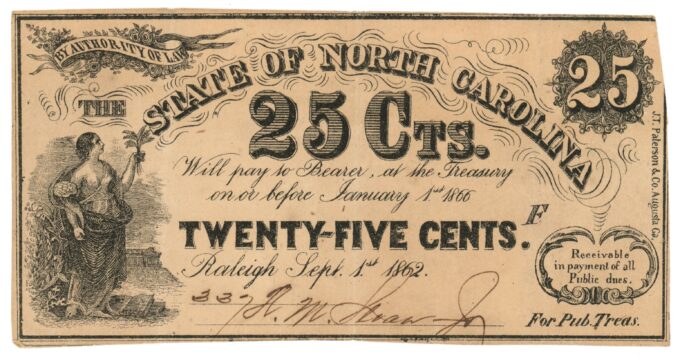 BY AUTHORITY OF LAW
THE
STATE OF NORTH CAROLINA
25
25 CTS.
Will pay to Bearer, at the Treasury
on or before January 1st 1866
F
TWENTY-FIVE CENTS.
Raleigh Sept. 1st 1862.
Receivable
in payment of all
Public dues.
337
For Pub. Treas.
J.T. Paterson & Co. Augusta Ga